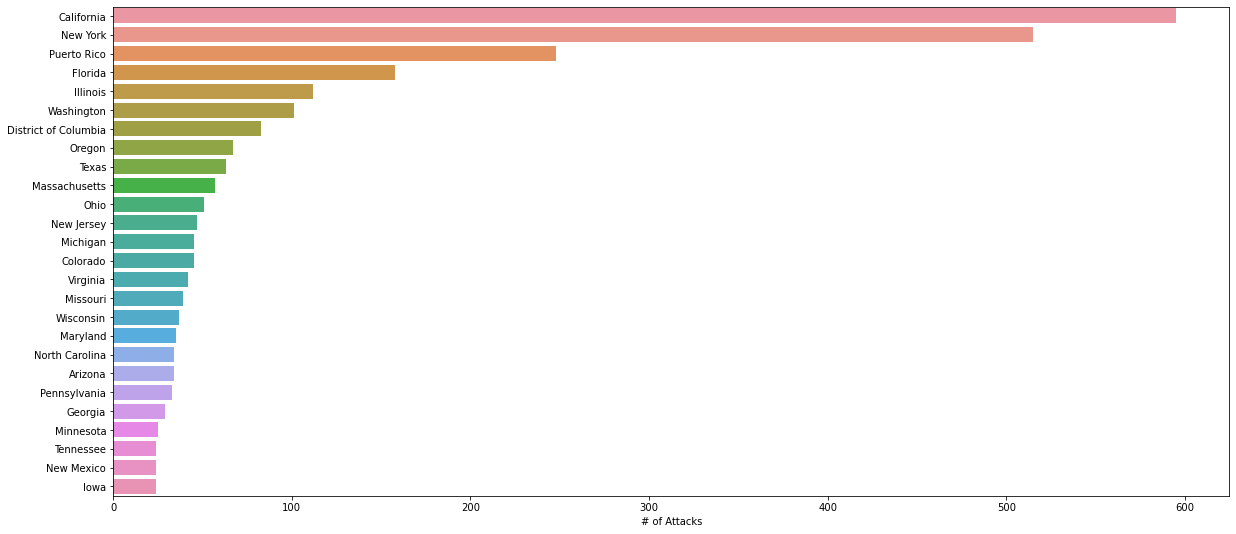 California
New York
Puerto Rico
Florida
Illinois
Washington
District of Columbia
Oregon
Texas
Massachusetts
Ohio
New Jersey
Michigan
Colorado
Virginia
Missouri
Wisconsin
Maryland
North Carolina
Arizona
Pennsylvania
Georgia
Minnesota
Tennessee
New Mexico
Iowa
0 100 200 300 400 500 600
# of Attacks